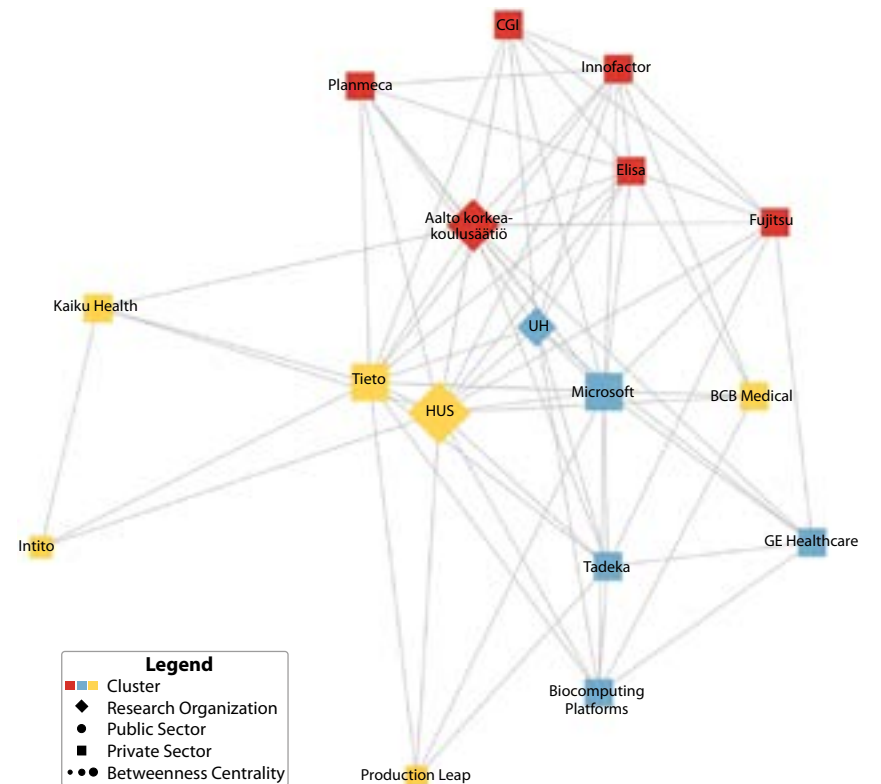 CGI
Innofactor
Planmeca
Elisa
Aalto korkea-
koulusäätiö
Fujitsu
Kaiku Health
UH
Tieto
HUS
Microsoft
BCB Medical
Intito
GE Healthcare
Tadeka
Biocomputing
Platforms
Production Leap
Legend
Cluster
Research Organization
Public Sector
Private Sector
Betweenness Centrality